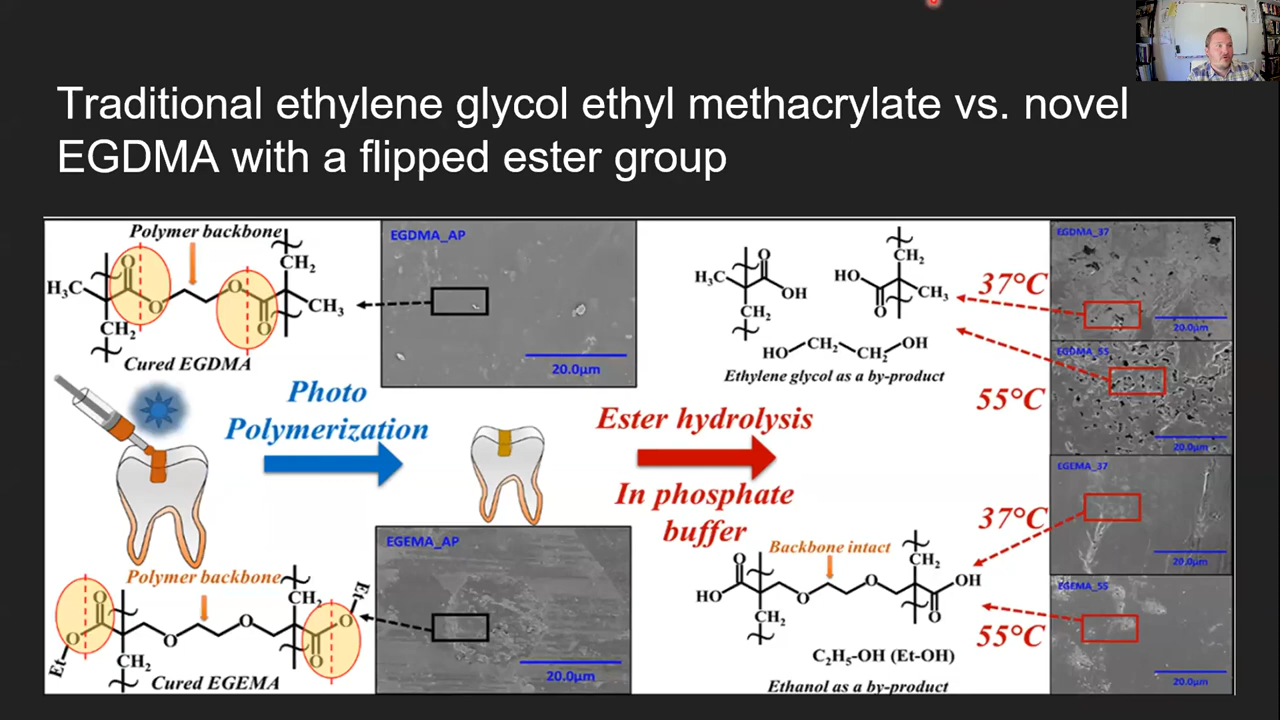 Traditional ethylene glycol ethyl methacrylate vs. novel
EGDMA with a flipped ester group
Polymer backbone
O
CH₂
H₃C
O
O
CH₃
CH₂
O
Cured EGDMA
EGDMA_AP
20.0µm
Photo
Polymerization
EGEMA_AP
20.0µm
Polymer backbone
O
O
Et
CH₂
O
O
CH₂
O
Et
O
Cured EGEMA
Ester hydrolysis
In phosphate
buffer
H₃C
O
OH
CH₂
HO
O
CH₂
CH₃
HO
CH₂
CH₂
OH
Ethylene glycol as a by-product
37°C
55°C
EGDMA_37
20.0µm
EGDMA_55
20.0µm
Backbone intact
O
HO
CH₂
O
O
CH₂
OH
O
C₂H₅-OH (Et-OH)
Ethanol as a by-product
37°C
55°C
EGEMA_37
20.0µm
EGEMA_55
20.0µm